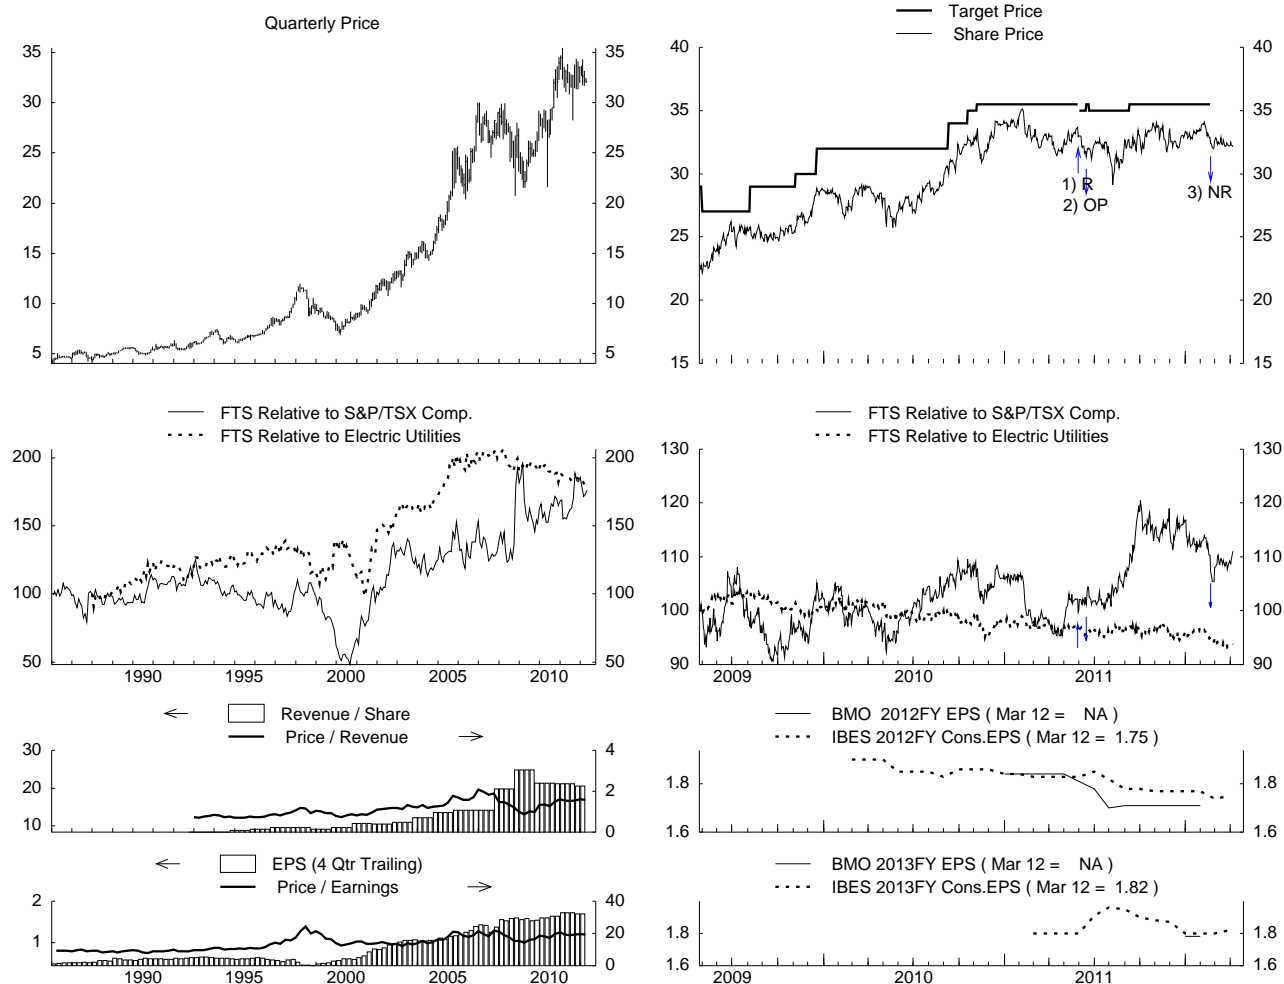 Quarterly Price
35 35
30 30
25 25
20 20
15 15
10 10
5 5
Target Price
Share Price
40 40
35 35
30 30
25 25
20 20
15 15
1) R
2) OP
3) NR
FTS Relative to S&P/TSX Comp.
FTS Relative to Electric Utilities
200 200
150 150
100 100
50 50
1990 1995 2000 2005 2010
FTS Relative to S&P/TSX Comp.
FTS Relative to Electric Utilities
130 130
120 120
110 110
100 100
90 90
2009 2010 2011
Revenue / Share
Price / Revenue
30 4
20 2
10 0
BMO 2012FY EPS ( Mar 12 = NA )
IBES 2012FY Cons.EPS ( Mar 12 = 1.75 )
1.8 1.8
1.6 1.6
EPS (4 Qtr Trailing)
Price / Earnings
2 40
1 20
0 0
1990 1995 2000 2005 2010
BMO 2013FY EPS ( Mar 12 = NA )
IBES 2013FY Cons.EPS ( Mar 12 = 1.82 )
1.8 1.8
1.6 1.6
2009 2010 2011